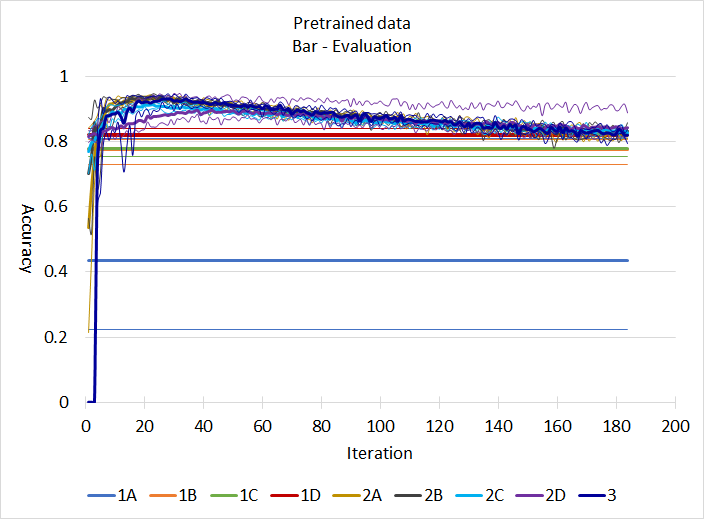 Pretrained data
Bar - Evaluation
1
0.8
0.6
0.4
0.2
0
Accuracy
0 20 40 60 80 100 120 140 160 180 200
Iteration
1A 1B 1C 1D 2A 2B 2C 2D 3